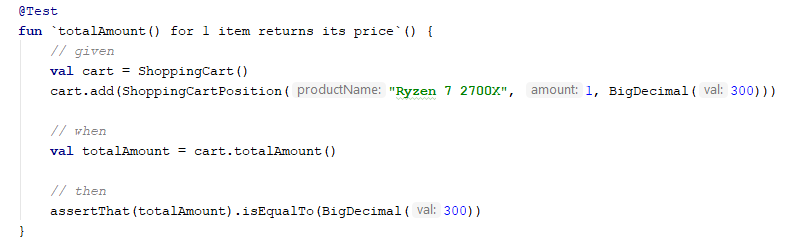 @Test
fun `totalAmount() for 1 item returns its price`() {
// given
val cart = ShoppingCart()
cart.add(ShoppingCartPosition( productName: "Ryzen 7 2700X", amount: 1, BigDecimal( val: 300)))
// when
val totalAmount = cart.totalAmount()
// then
assertThat(totalAmount).isEqualTo(BigDecimal( val: 300))
}